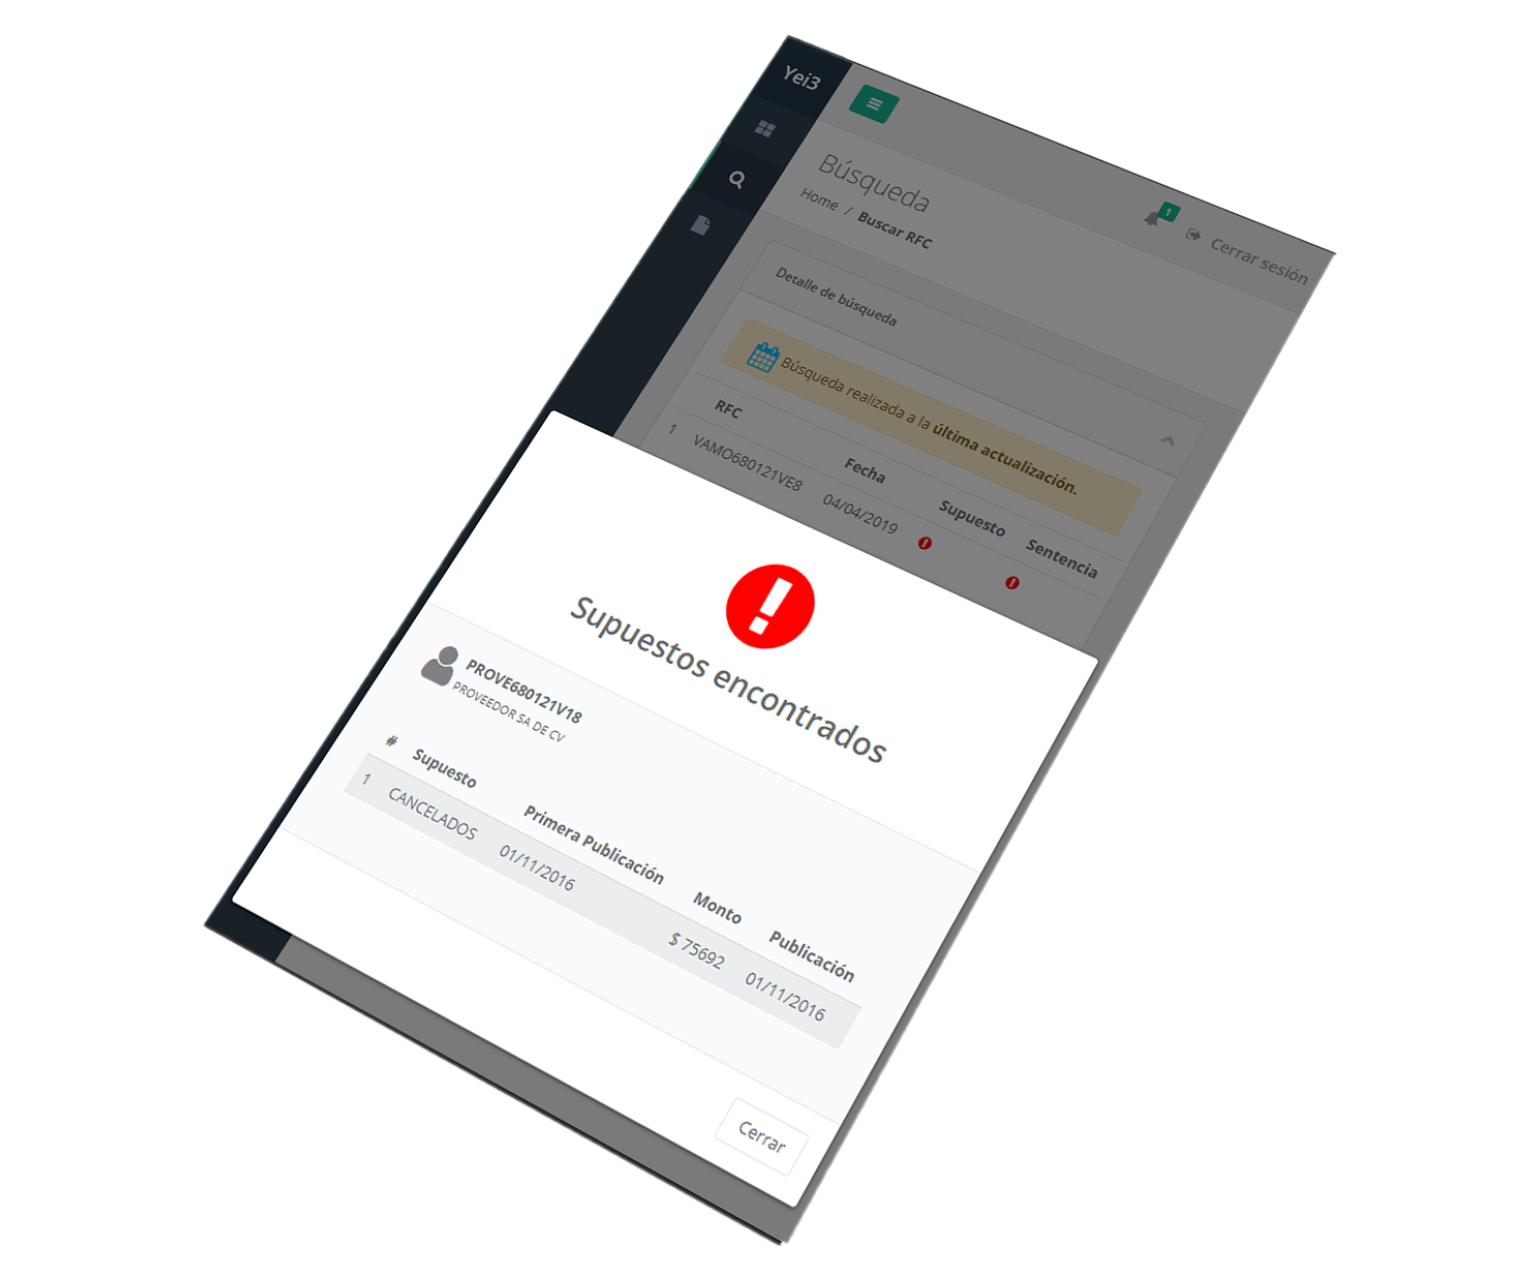 Yei3
Búsqueda
Home / Buscar RFC
1
Cerrar sesión
Detalle de búsqueda
Búsqueda realizada a la última actualización.
RFC Fecha Supuesto Sentencia
1 VAMO680121VE8 04/04/2019
Supuestos encontrados
PROVE680121V18
PROVEEDOR SA DE CV
# Supuesto Primera Publicación Monto Publicación
1 CANCELADOS 01/11/2016 $ 75692 01/11/2016
Cerrar